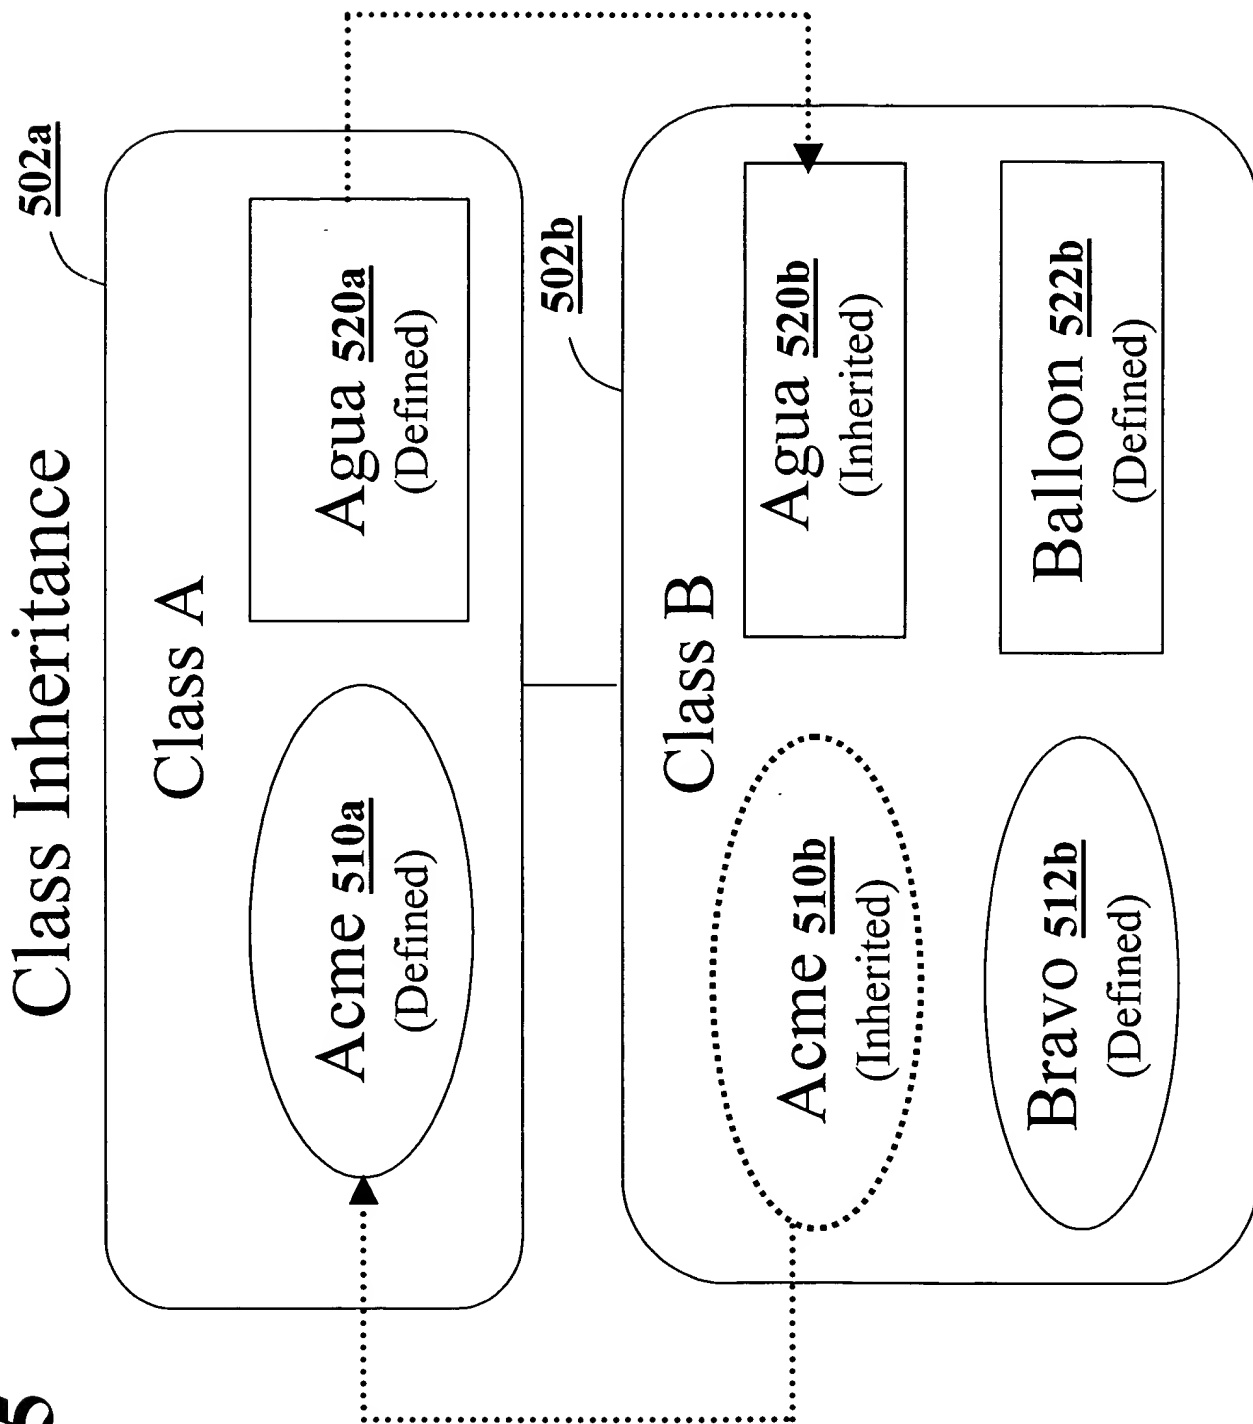 Class Inheritance
502a
Class A
Acme 510a
(Defined)
Agua 520a
(Defined)
502b
Class B
Acme 510b
(Inherited)
Agua 520b
(Inherited)
Bravo 512b
(Defined)
Balloon 522b
(Defined)
5